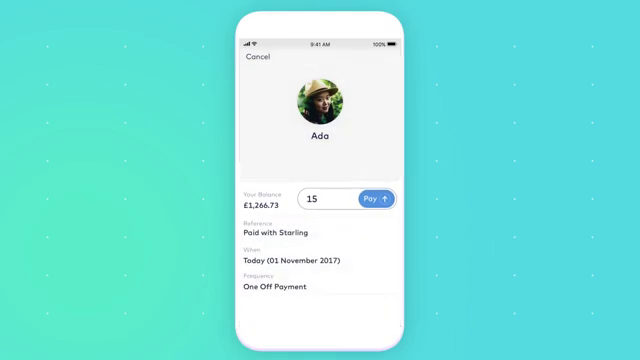 9:41 AM
100%
Cancel
Ada
Your Balance
£1,266.73
15
Pay
Reference
Paid with Starling
When
Today (01 November 2017)
Frequency
One Off Payment